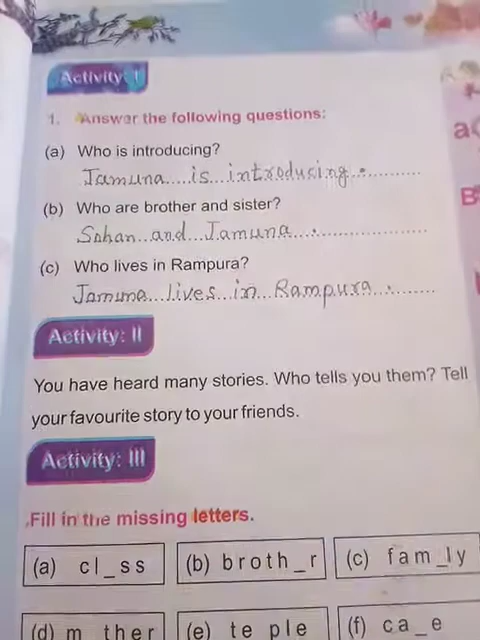 Activity: I
1. Answer the following questions:
(a) Who is introducing?
Jamuna is introducing.
(b) Who are brother and sister?
Sohan and Jamuna.
(c) Who lives in Rampura?
Jamuna lives in Rampura.
Activity: II
You have heard many stories. Who tells you them? Tell
your favourite story to your friends.
Activity: III
Fill in the missing letters.
(a) cl_ss (b) broth_r (c) fam_ly
(d) m ther (e) te ple (f) ca_e